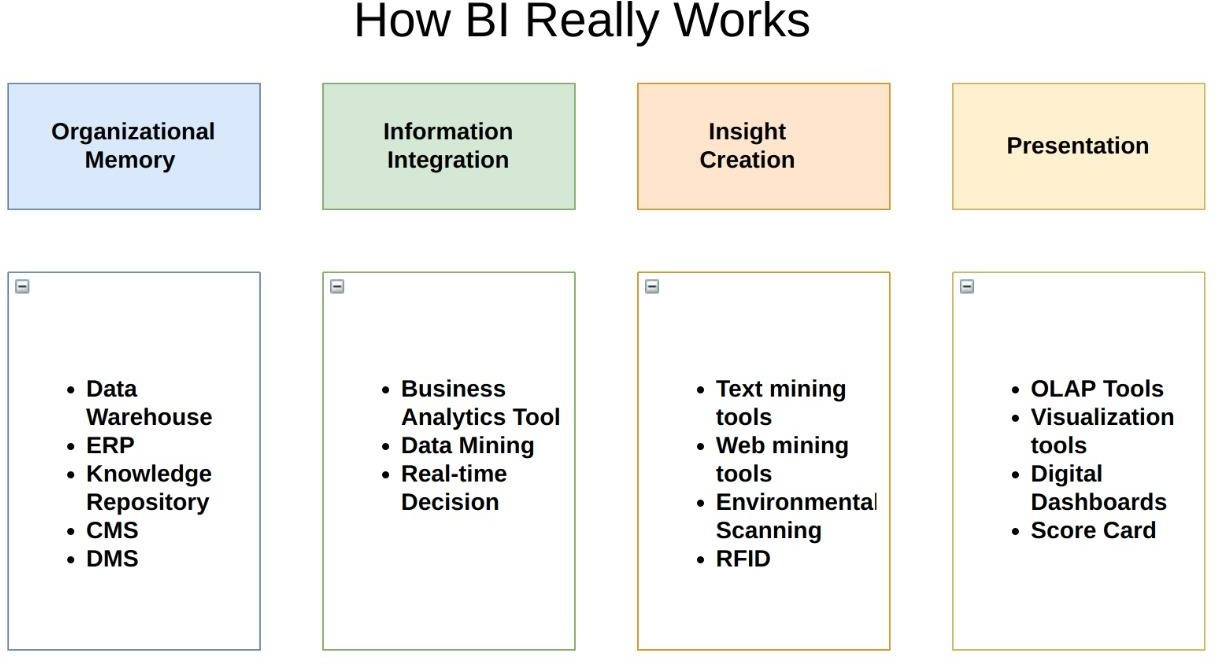 How BI Really Works
Organizational
Memory
Information
Integration
Insight
Creation
Presentation
• Data
Warehouse
• ERP
• Knowledge
Repository
• CMS
• DMS
• Business
Analytics Tool
• Data Mining
• Real-time
Decision
• Text mining
tools
• Web mining
tools
• Environmental
Scanning
• RFID
• OLAP Tools
• Visualization
tools
• Digital
Dashboards
• Score Card